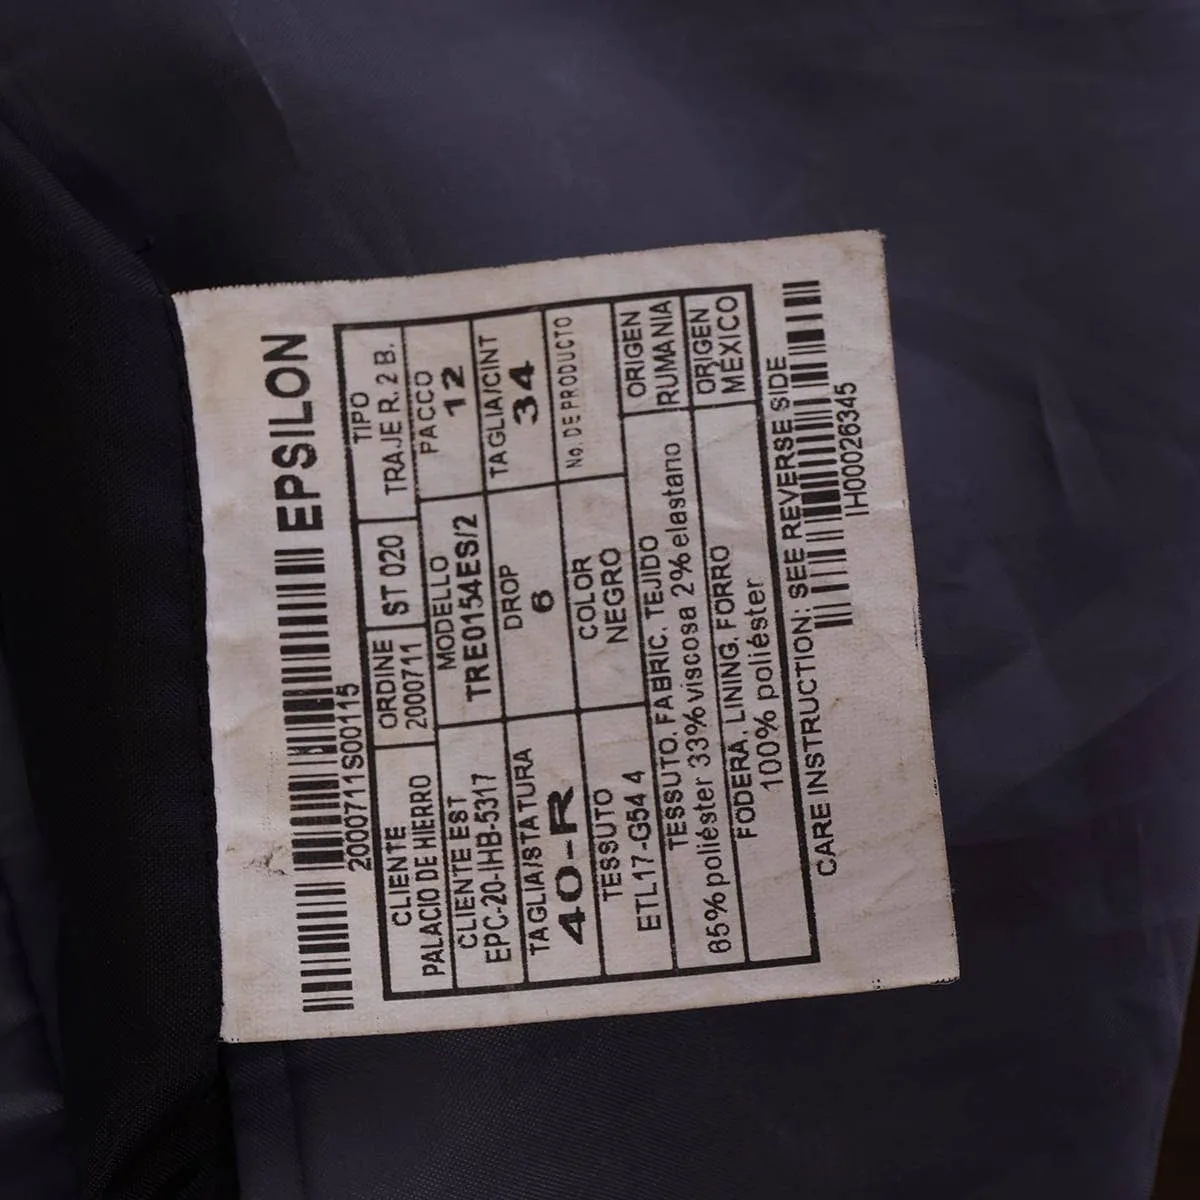 EPSILON
2000711S00115
CLIENTE ORDINE ST 020 TIPO
PALACIO DE HIERRO 2000711 TRAJE R. 2 B.
CLIENTE EST MODELLO PACCO
EPC-20-IHB-5317 TRE0154ES/2 12
TAGLIA/STATURA DROP TAGLIA/CINT
40-R 6 34
TESSUTO COLOR No. DE PRODUCTO
ETL17-G54 4 NEGRO
TESSUTO. FABRIC. TEJIDO ORIGEN
65% poliéster 33% viscosa 2% elastano RUMANIA
FODERA, LINING, FORRO ORIGEN
100% poliéster MÉXICO
CARE INSTRUCTION: SEE REVERSE SIDE
IH00026345